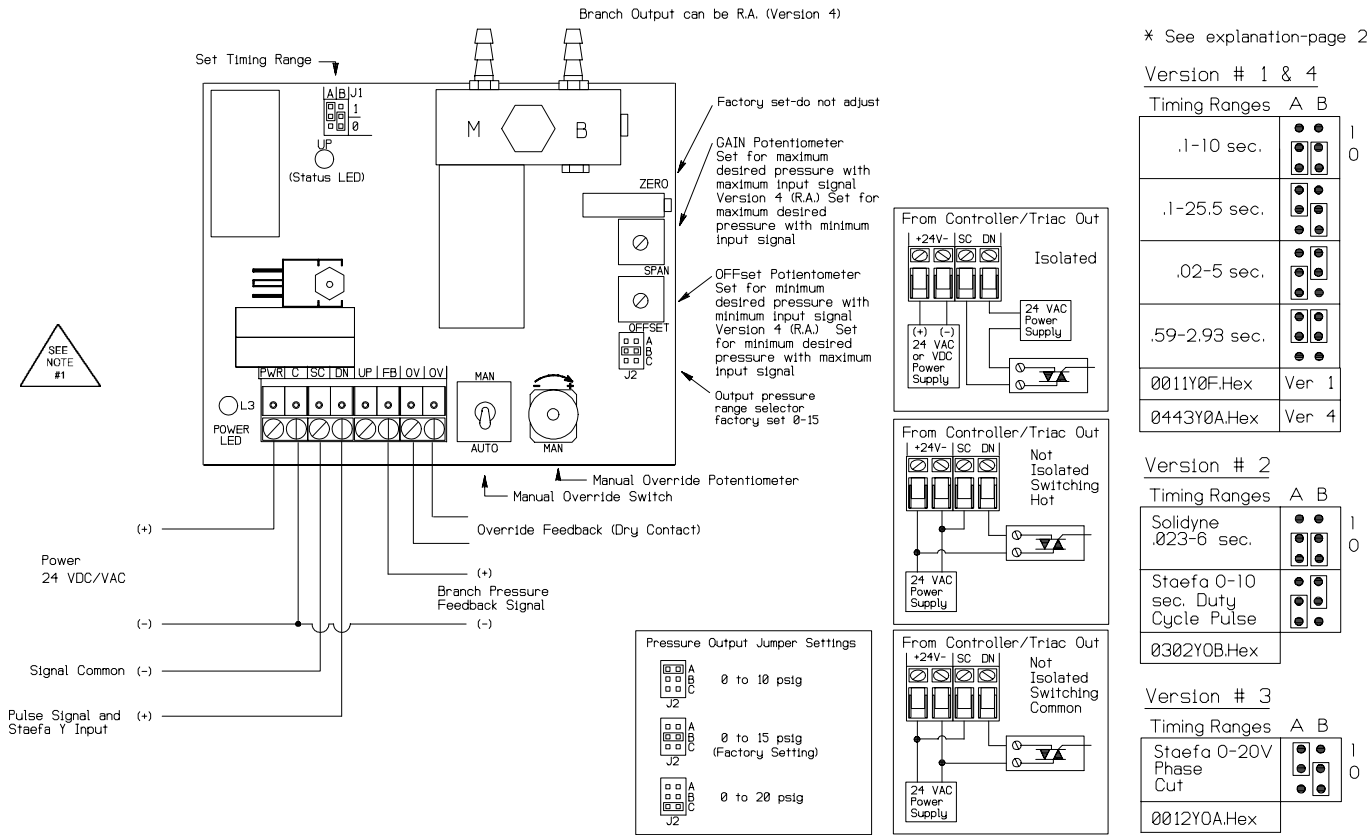 Branch Output can be R.A. (Version 4)
Set Timing Range
A B J1
1
0
UP
(Status LED)
M
B
Factory set-do not adjust
GAIN Potentiometer
Set for maximum
desired pressure with
maximum input signal
Version 4 (R.A.) Set for
maximum desired
pressure with minimum
input signal
ZERO
SPAN
OFFset Potientometer
Set for minimum
desired pressure with
minimum input signal
Version 4 (R.A.) Set
for minimum desired
pressure with maximum
input signal
OFFSET
A
B
C
J2
Output pressure
range selector
factory set 0-15
SEE
NOTE
#1
L3
POWER
LED
PWR C SC DN UP FB OV OV
MAN
AUTO
- +
MAN
Manual Override Potentiometer
Manual Override Switch
Override Feedback (Dry Contact)
(+)
Power
24 VDC/VAC
(-)
(+)
Branch Pressure
Feedback Signal
(-)
Signal Common (-)
Pulse Signal and (+)
Staefa Y Input
Pressure Output Jumper Settings
A
B
C
J2
0 to 10 psig
A
B
C
J2
0 to 15 psig
(Factory Setting)
A
B
C
J2
0 to 20 psig
From Controller/Triac Out
+24V- SC DN
Isolated
(+) (-)
24 VAC
or VDC
Power
Supply
24 VAC
Power
Supply
From Controller/Triac Out
+24V- SC DN
Not
Isolated
Switching
Hot
24 VAC
Power
Supply
From Controller/Triac Out
+24V- SC DN
Not
Isolated
Switching
Common
24 VAC
Power
Supply
* See explanation-page 2
Version # 1 & 4
Timing Ranges A B
1
0
.1-10 sec.
.1-25.5 sec.
.02-5 sec.
.59-2.93 sec.
0011Y0F.Hex Ver 1
0443Y0A.Hex Ver 4
Version # 2
Timing Ranges A B
1
0
Solidyne
.023-6 sec.
Staefa 0-10
sec. Duty
Cycle Pulse
0302Y0B.Hex
Version # 3
Timing Ranges A B
1
0
Staefa 0-20V
Phase
Cut
0012Y0A.Hex